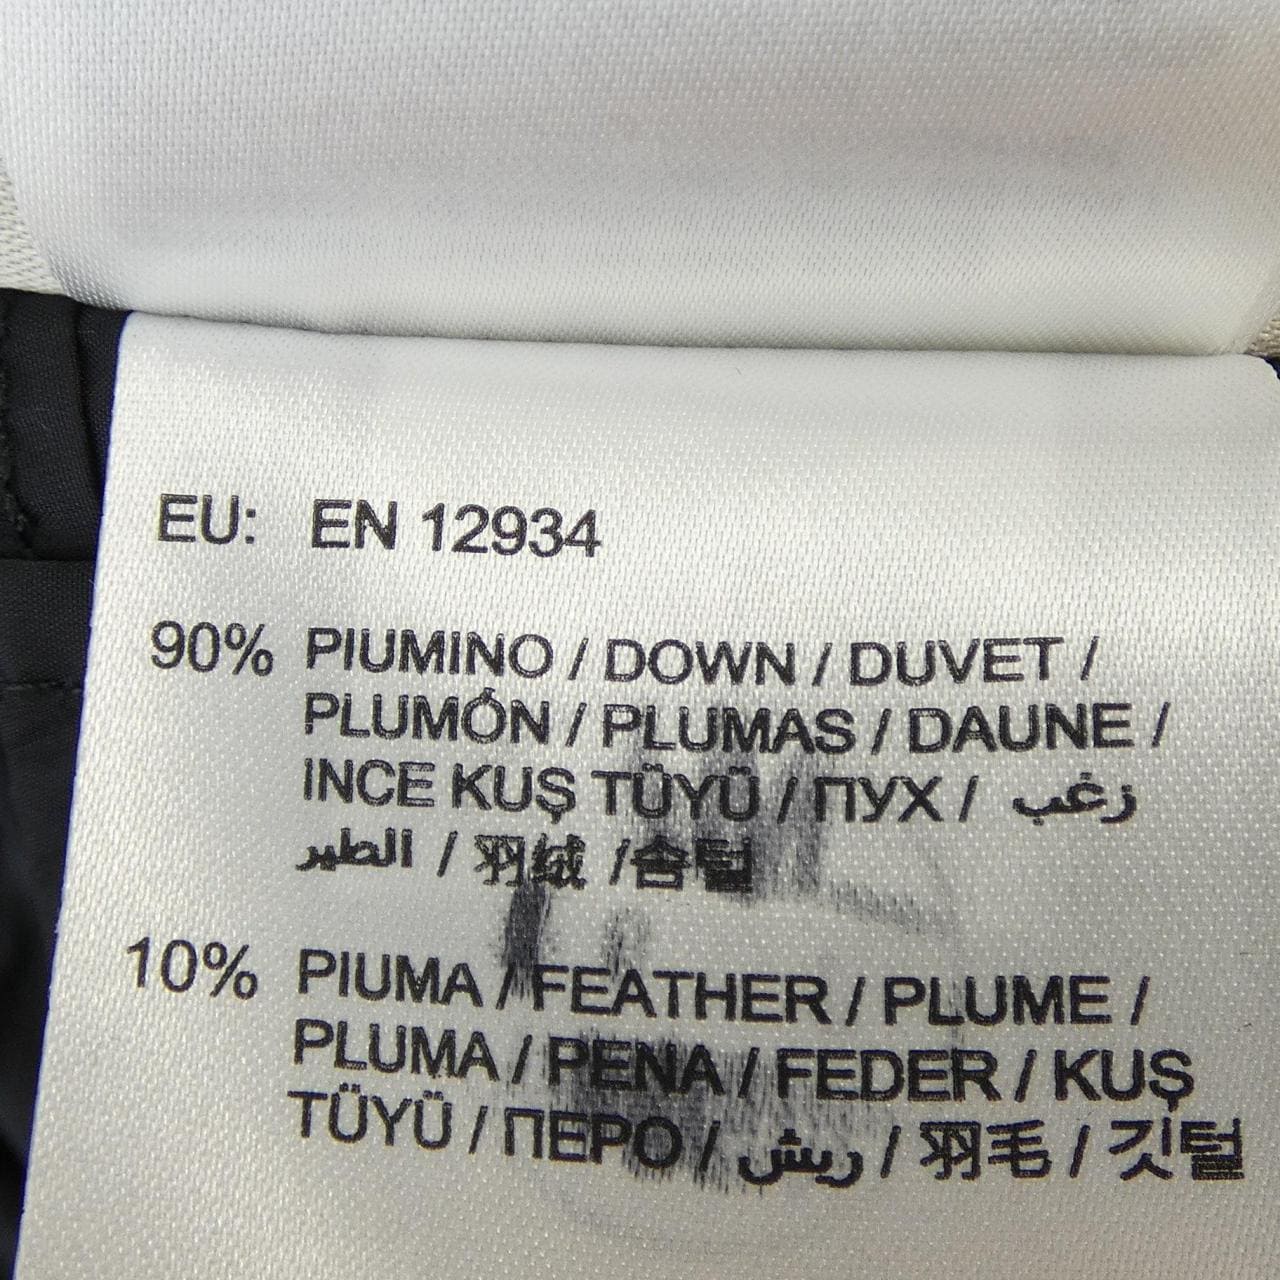 EU: EN 12934
90% PIUMINO / DOWN / DUVET /
PLUMÓN / PLUMAS / DAUNE /
INCE KUŞ TÜYÜ / ПУХ / زغب
الطير / 羽绒 /솜털
10% PIUMA / FEATHER / PLUME /
PLUMA / PENA / FEDER / KUŞ
TÜYÜ / ПЕРО / ريش / 羽毛 / 깃털